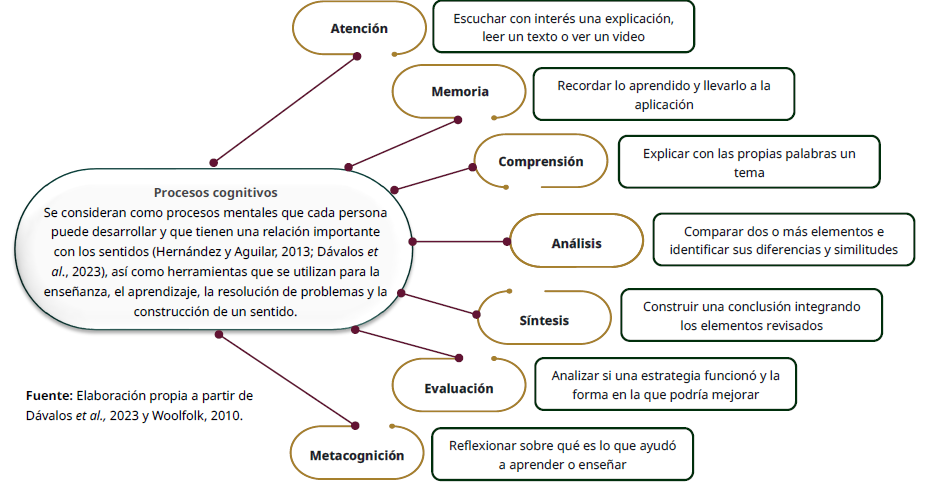 Atención
Escuchar con interés una explicación,
leer un texto o ver un video
Memoria
Recordar lo aprendido y llevarlo a la
aplicación
Comprensión
Explicar con las propias palabras un
tema
Procesos cognitivos
Se consideran como procesos mentales que cada persona
puede desarrollar y que tienen una relación importante
con los sentidos (Hernández y Aguilar, 2013; Dávalos et
al., 2023), así como herramientas que se utilizan para la
enseñanza, el aprendizaje, la resolución de problemas y la
construcción de un sentido.
Análisis
Comparar dos o más elementos e
identificar sus diferencias y similitudes
Síntesis
Construir una conclusión integrando
los elementos revisados
Evaluación
Analizar si una estrategia funcionó y la
forma en la que podría mejorar
Metacognición
Reflexionar sobre qué es lo que ayudó
a aprender o enseñar
Fuente: Elaboración propia a partir de
Dávalos et al., 2023 y Woolfolk, 2010.